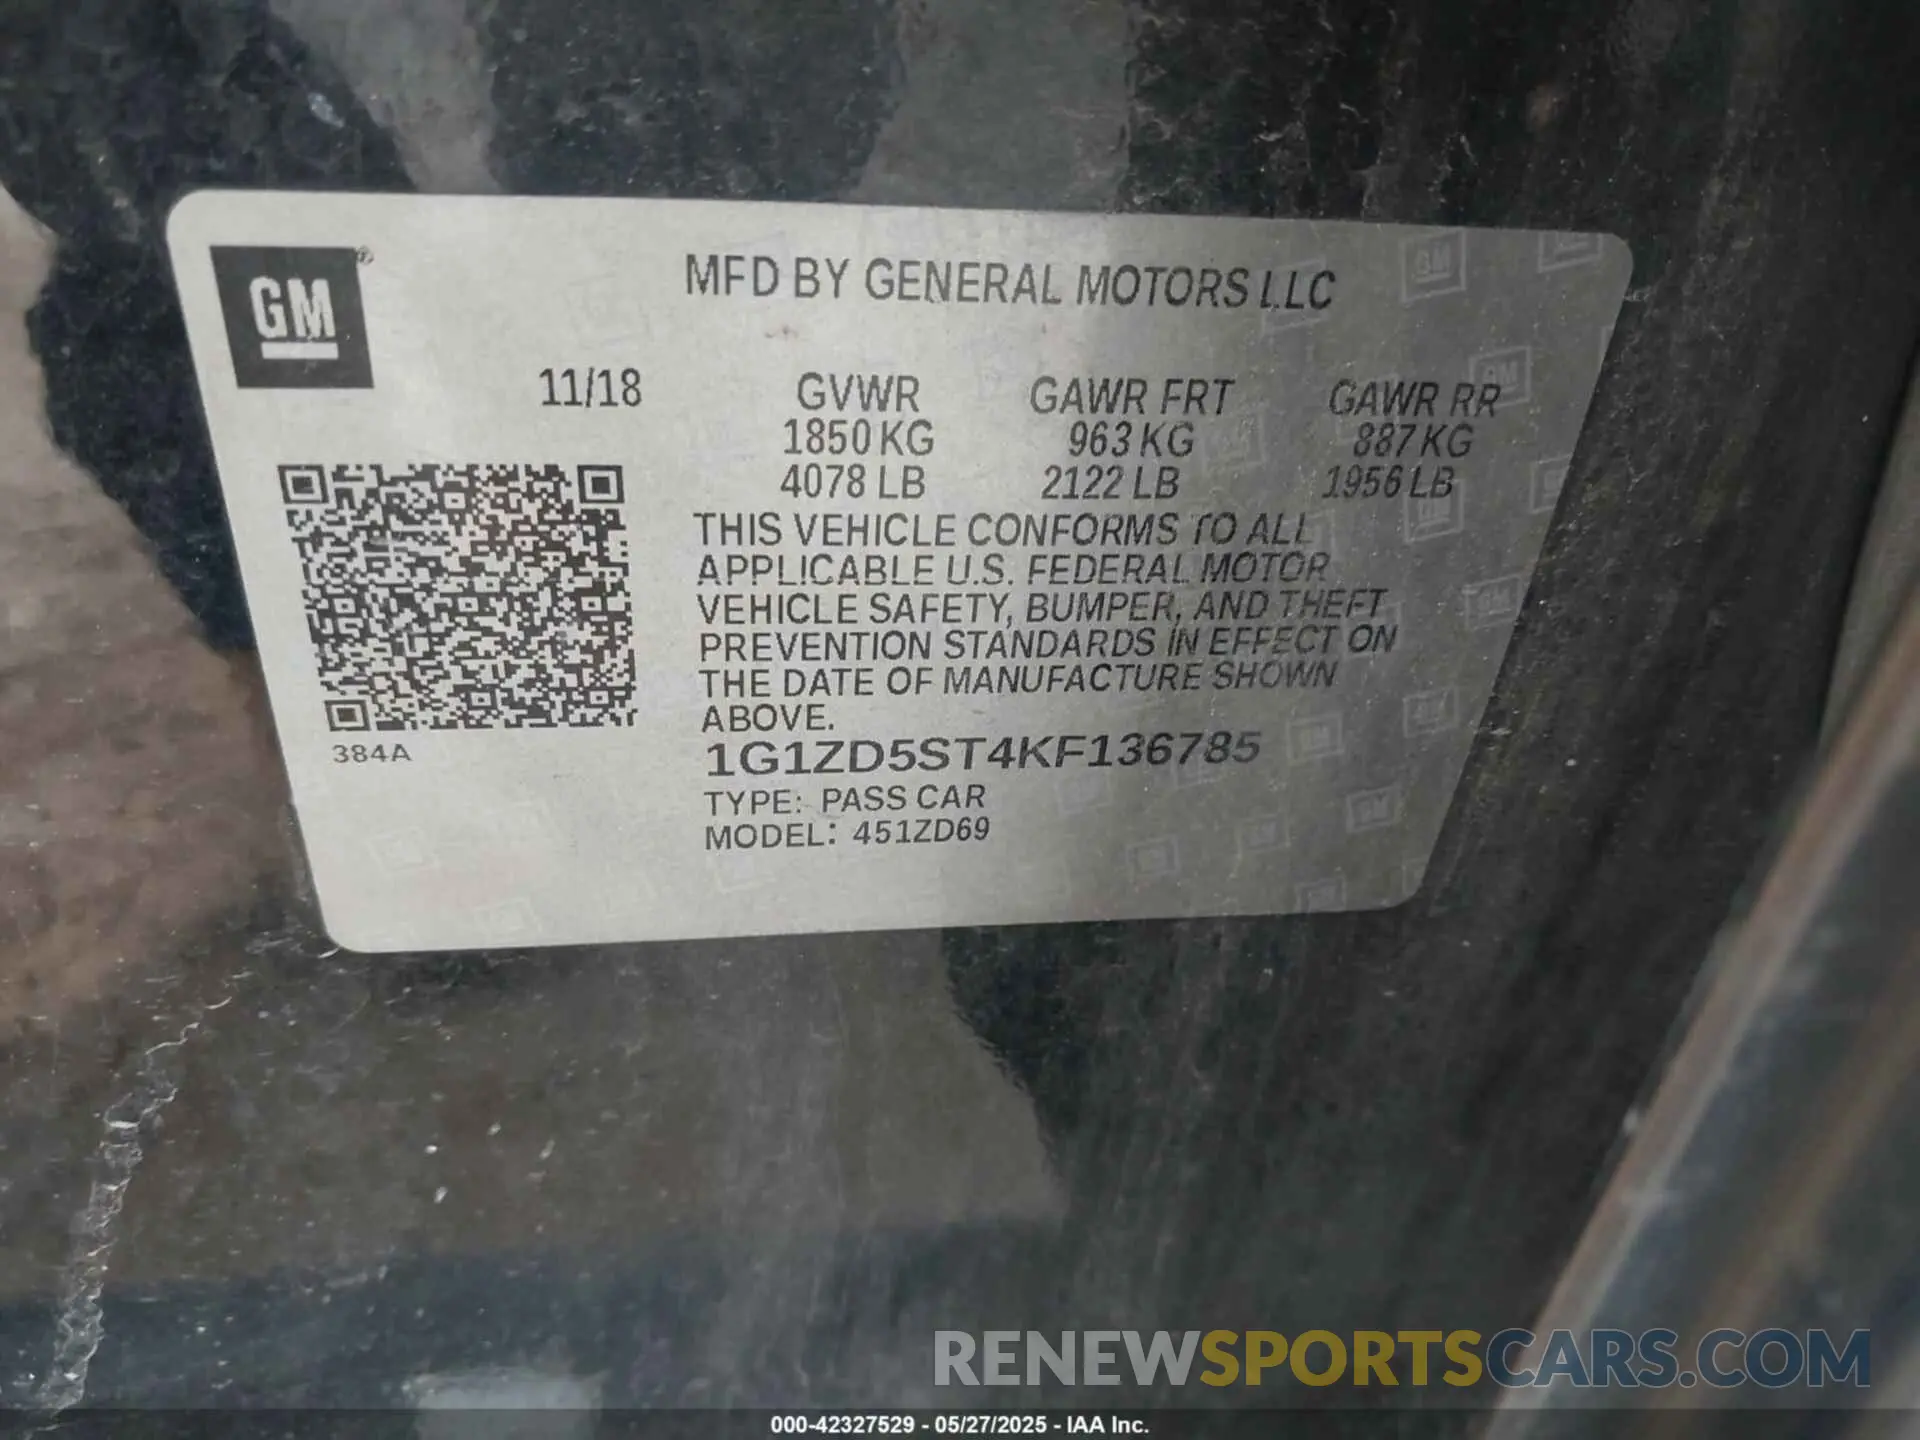 GM®
MFD BY GENERAL MOTORS LLC
11/18
GVWR GAWR FRT GAWR RR
1850 KG 963 KG 887 KG
4078 LB 2122 LB 1956 LB
THIS VEHICLE CONFORMS TO ALL
APPLICABLE U.S. FEDERAL MOTOR
VEHICLE SAFETY, BUMPER, AND THEFT
PREVENTION STANDARDS IN EFFECT ON
THE DATE OF MANUFACTURE SHOWN
ABOVE.
384A
1G1ZD5ST4KF136785
TYPE: PASS CAR
MODEL: 451ZD69
RENEWSPORTSCARS.COM
000-42327529 - 05/27/2025 - IAA Inc.